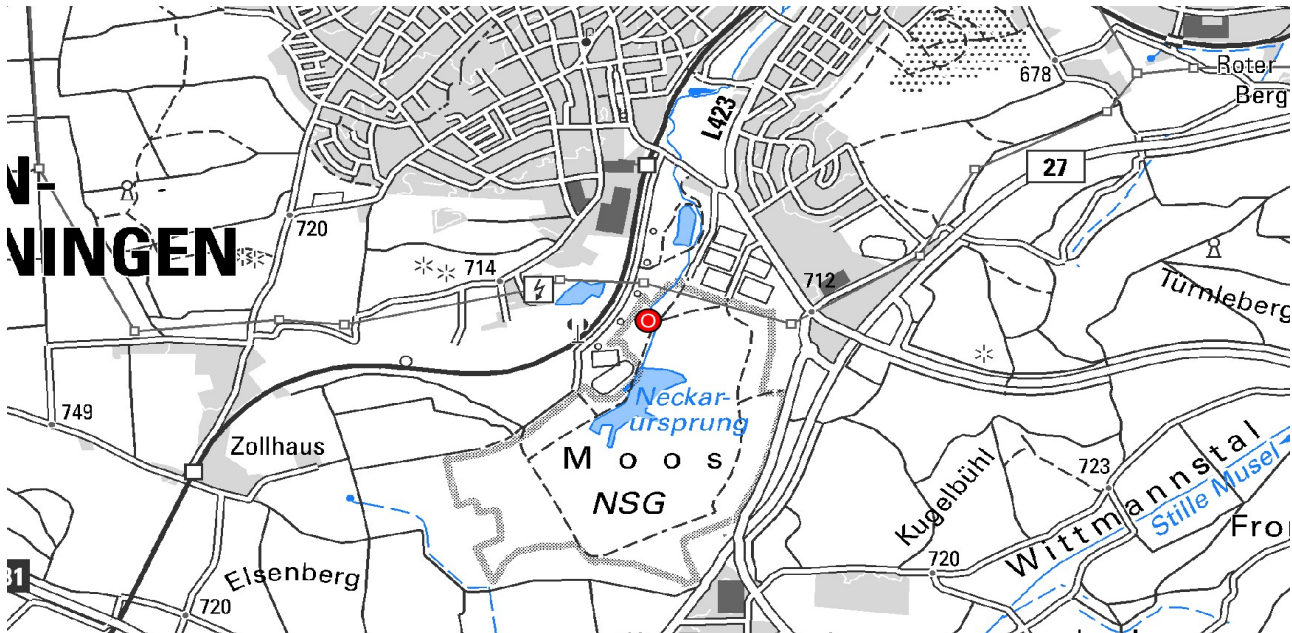 678
Roter
Berg
L423
27
N-
NINGEN
720
714
712
Türnleberg
749
Zollhaus
Neckar-
ursprung
Moos
NSG
Kugelbühl
723
Wittmannstal
Stille Musel
Fro
720
Elsenberg
31
720